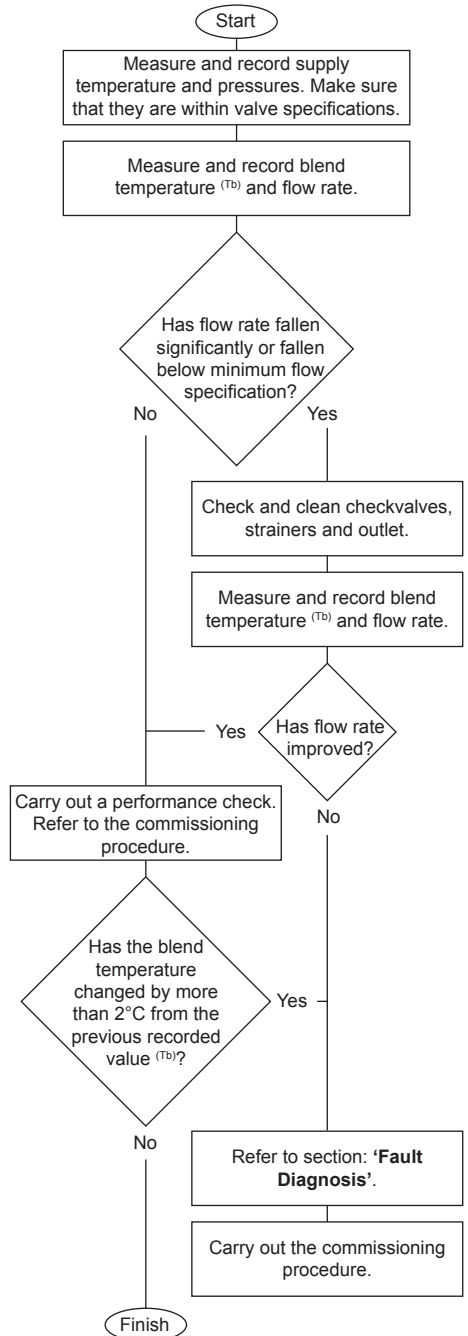 Start
Measure and record supply
temperature and pressures. Make sure
that they are within valve specifications.
Measure and record blend
temperature (Tb) and flow rate.
Has flow rate fallen
significantly or fallen
below minimum flow
specification?
No
Yes
Check and clean checkvalves,
strainers and outlet.
Measure and record blend
temperature (Tb) and flow rate.
Has flow rate
improved?
Yes
No
Carry out a performance check.
Refer to the commissioning
procedure.
Has the blend
temperature
changed by more
than 2°C from the
previous recorded
value (Tb)?
Yes
No
Refer to section: ‘Fault
Diagnosis’.
Carry out the commissioning
procedure.
Finish